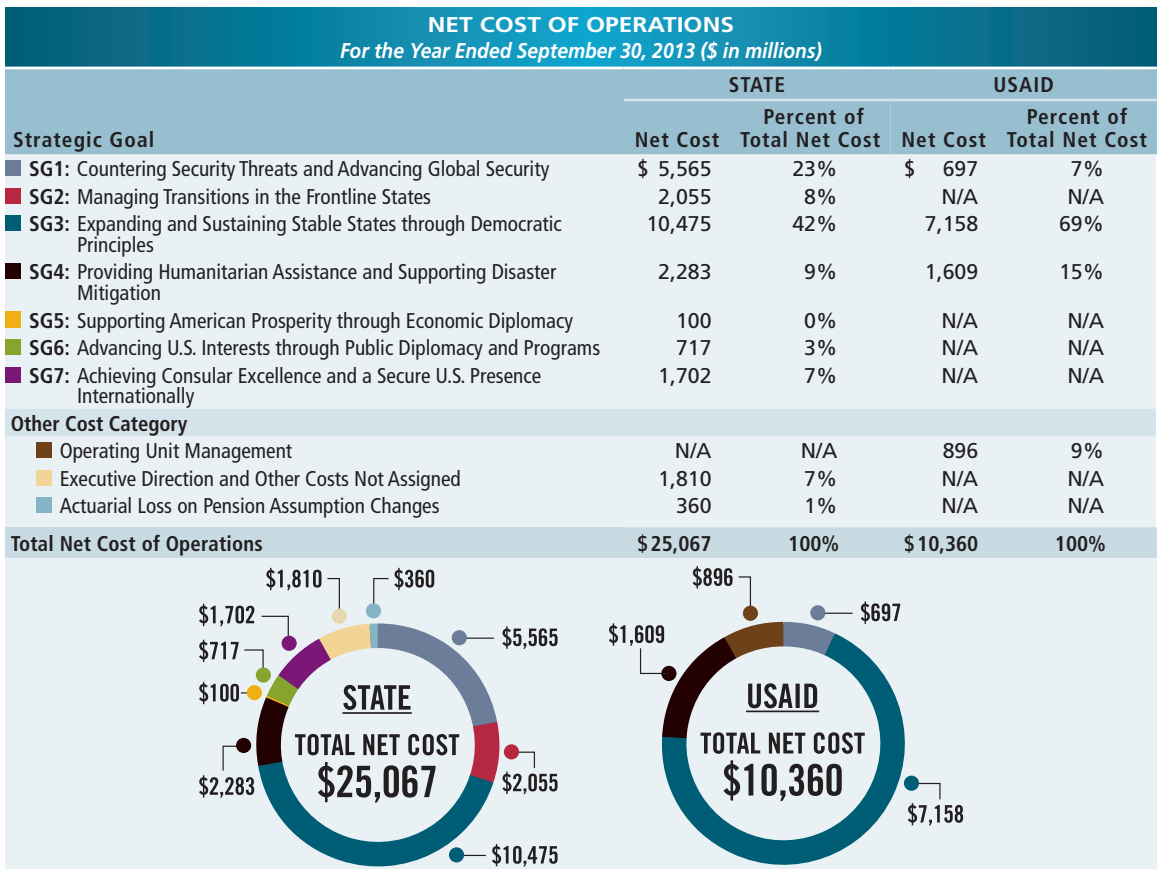 NET COST OF OPERATIONS
For the Year Ended September 30, 2013 ($ in millions)
STATE USAID
Strategic Goal Net Cost Percent of Total Net Cost Net Cost Percent of Total Net Cost
SG1: Countering Security Threats and Advancing Global Security $ 5,565 23% $ 697 7%
SG2: Managing Transitions in the Frontline States 2,055 8% N/A N/A
SG3: Expanding and Sustaining Stable States through Democratic 10,475 42% 7,158 69%
Principles
SG4: Providing Humanitarian Assistance and Supporting Disaster 2,283 9% 1,609 15%
Mitigation
SG5: Supporting American Prosperity through Economic Diplomacy 100 0% N/A N/A
SG6: Advancing U.S. Interests through Public Diplomacy and Programs 717 3% N/A N/A
SG7: Achieving Consular Excellence and a Secure U.S. Presence 1,702 7% N/A N/A
Internationally
Other Cost Category
Operating Unit Management N/A N/A 896 9%
Executive Direction and Other Costs Not Assigned 1,810 7% N/A N/A
Actuarial Loss on Pension Assumption Changes 360 1% N/A N/A
Total Net Cost of Operations $25,067 100% $10,360 100%
$1,810
$360
$1,702
$717
$100
$5,565
$2,283
$2,055
$10,475
STATE
TOTAL NET COST
$25,067
$896
$697
$1,609
$7,158
USAID
TOTAL NET COST
$10,360